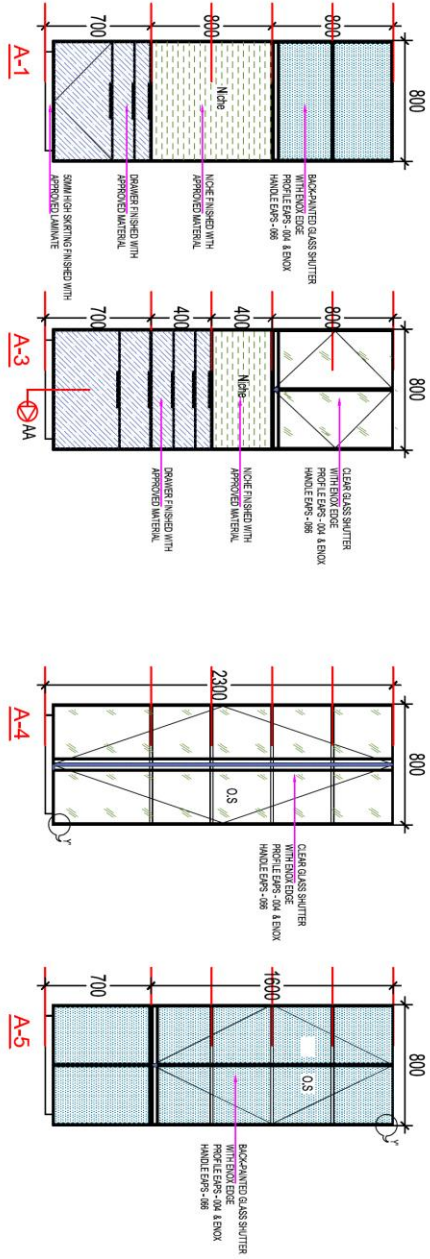 800
800
800
700
Niche
BACK-PAINTED GLASS SHUTTER
WITH ENOX EDGE
PROFILE EAPS - 004 & ENOX
HANDLE EAPS - 066
NICHE FINISHED WITH
APPROVED MATERIAL
DRAWER FINISHED WITH
APPROVED MATERIAL
50MM HIGH SKIRTING FINISHED WITH
APPROVED LAMINATE
A-1
800
800
400
400
700
Niche
CLEAR GLASS SHUTTER
WITH ENOX EDGE
PROFILE EAPS - 004 & ENOX
HANDLE EAPS - 066
NICHE FINISHED WITH
APPROVED MATERIAL
DRAWER FINISHED WITH
APPROVED MATERIAL
AA
A-3
800
2300
O.S
CLEAR GLASS SHUTTER
WITH ENOX EDGE
PROFILE EAPS - 004 & ENOX
HANDLE EAPS - 066
Y'
A-4
800
1600
700
O.S
BACK-PAINTED GLASS SHUTTER
WITH ENOX EDGE
PROFILE EAPS - 004 & ENOX
HANDLE EAPS - 066
Y'
A-5